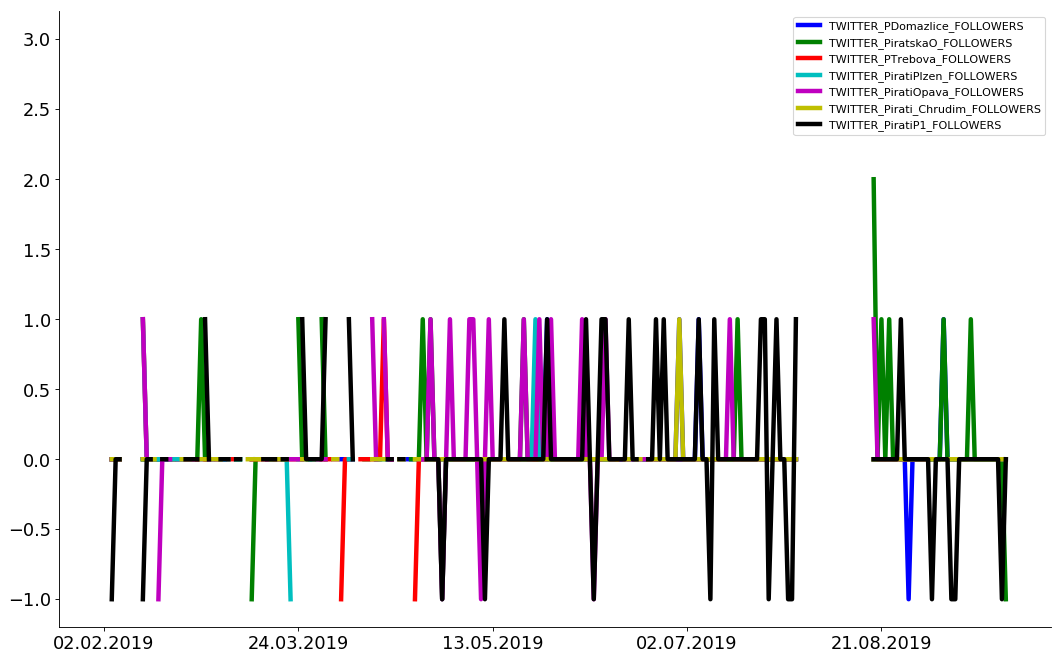 TWITTER_PDomazlice_FOLLOWERS
TWITTER_PiratskaO_FOLLOWERS
TWITTER_PTrebova_FOLLOWERS
TWITTER_PiratiPlzen_FOLLOWERS
TWITTER_PiratiOpava_FOLLOWERS
TWITTER_Pirati_Chrudim_FOLLOWERS
TWITTER_PiratiP1_FOLLOWERS
3.0
2.5
2.0
1.5
1.0
0.5
0.0
−0.5
−1.0
02.02.2019 24.03.2019 13.05.2019 02.07.2019 21.08.2019